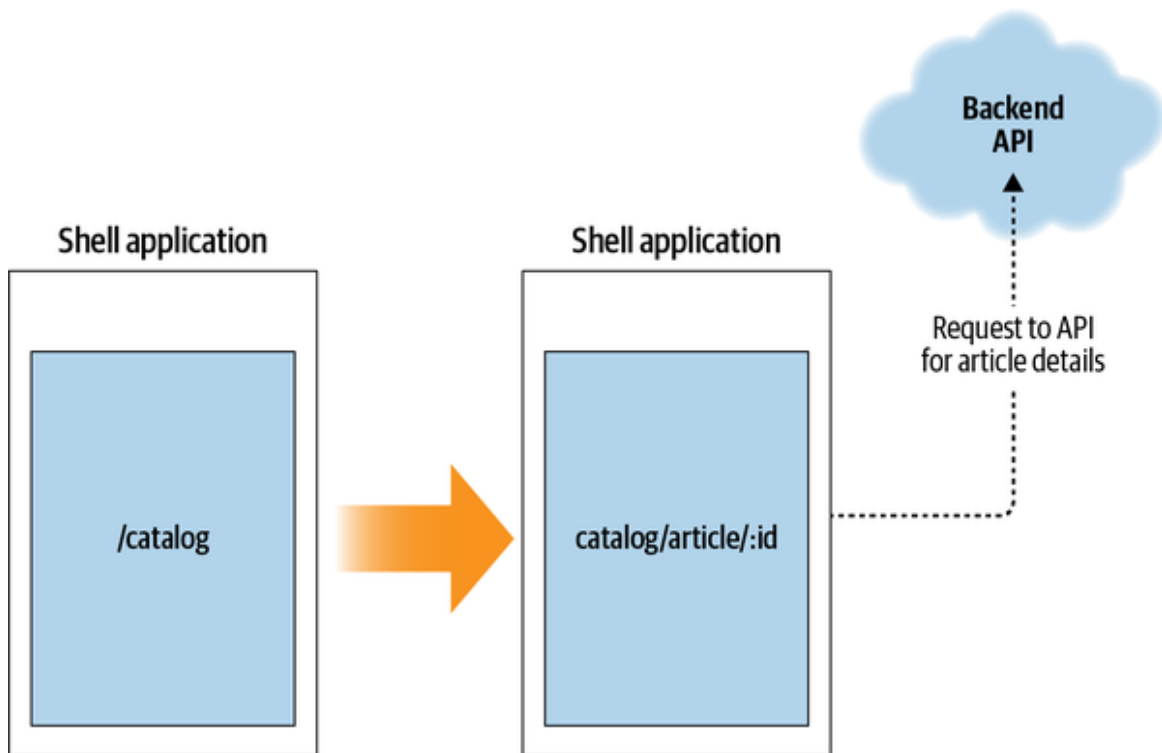 Backend
API
Shell application
Shell application
Request to API
for article details
/catalog
catalog/article/:id